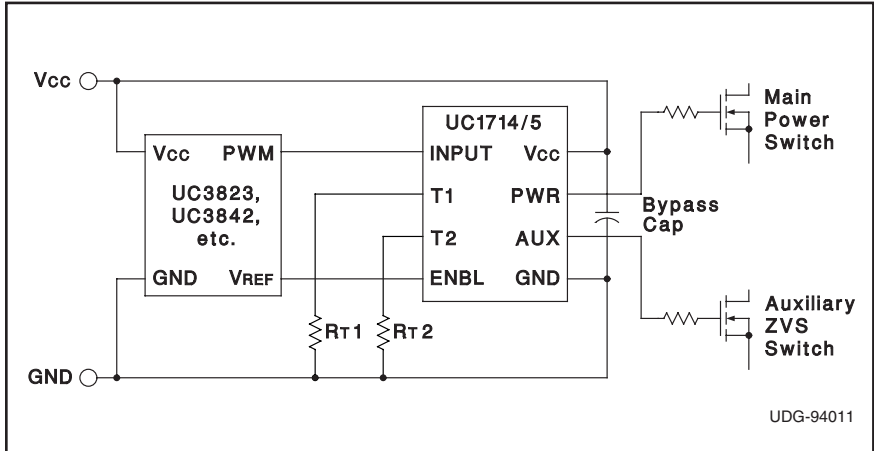 Vcc
UC1714/5
Main
Power
Switch
Vcc PWM
INPUT Vcc
UC3823,
UC3842,
etc.
T1 PWR
Bypass
Cap
T2 AUX
GND VREF
ENBL GND
RT1 RT2
Auxiliary
ZVS
Switch
GND
UDG-94011